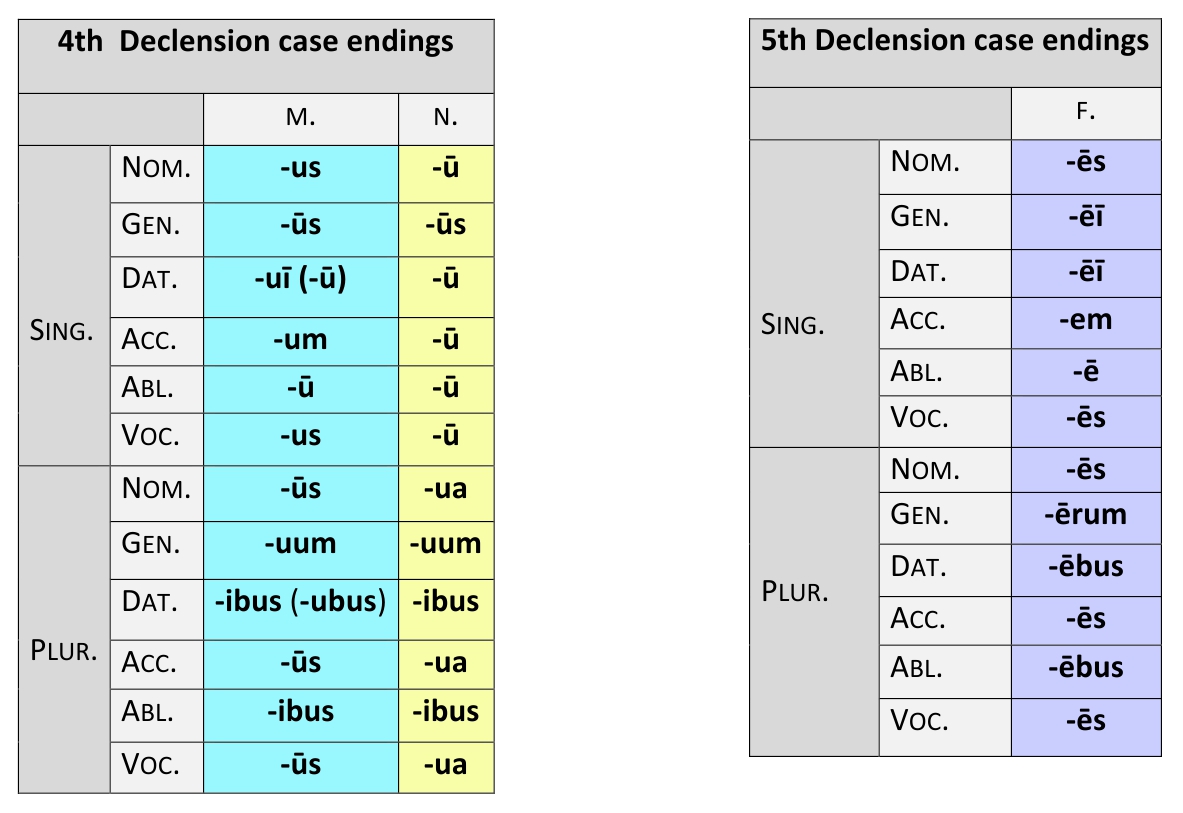 4th Declension case endings
M. N.
SING.
NOM. -us -ū
GEN. -ūs -ūs
DAT. -uī (-ū) -ū
ACC. -um -ū
ABL. -ū -ū
VOC. -us -ū
PLUR.
NOM. -ūs -ua
GEN. -uum -uum
DAT. -ibus (-ubus) -ibus
ACC. -ūs -ua
ABL. -ibus -ibus
VOC. -ūs -ua
5th Declension case endings
F.
SING.
NOM. -ēs
GEN. -ēī
DAT. -ēī
ACC. -em
ABL. -ē
VOC. -ēs
PLUR.
NOM. -ēs
GEN. -ērum
DAT. -ēbus
ACC. -ēs
ABL. -ēbus
VOC. -ēs